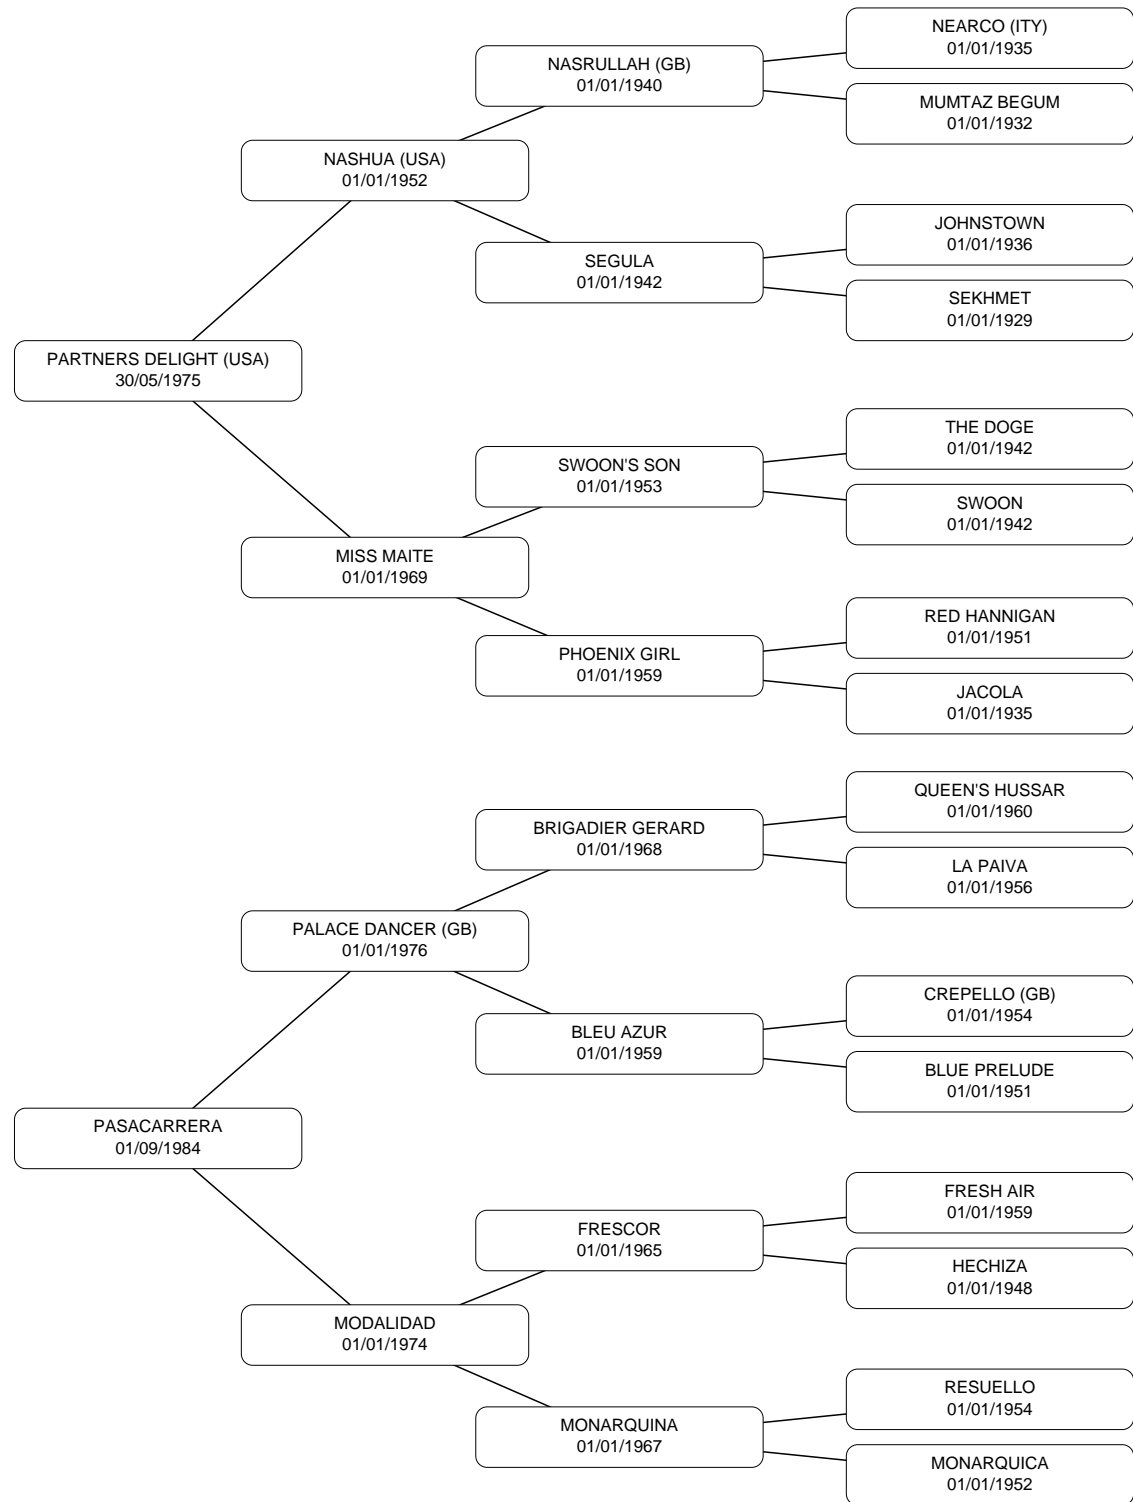 NEARCO (ITY)
01/01/1935
NASRULLAH (GB)
01/01/1940
MUMTAZ BEGUM
01/01/1932
NASHUA (USA)
01/01/1952
JOHNSTOWN
01/01/1936
SEGULA
01/01/1942
SEKHMET
01/01/1929
PARTNERS DELIGHT (USA)
30/05/1975
THE DOGE
01/01/1942
SWOON'S SON
01/01/1953
SWOON
01/01/1942
MISS MAITE
01/01/1969
RED HANNIGAN
01/01/1951
PHOENIX GIRL
01/01/1959
JACOLA
01/01/1935
QUEEN'S HUSSAR
01/01/1960
BRIGADIER GERARD
01/01/1968
LA PAIVA
01/01/1956
PALACE DANCER (GB)
01/01/1976
CREPELLO (GB)
01/01/1954
BLEU AZUR
01/01/1959
BLUE PRELUDE
01/01/1951
PASACARRERA
01/09/1984
FRESH AIR
01/01/1959
FRESCOR
01/01/1965
HECHIZA
01/01/1948
MODALIDAD
01/01/1974
RESUELLO
01/01/1954
MONARQUINA
01/01/1967
MONARQUICA
01/01/1952